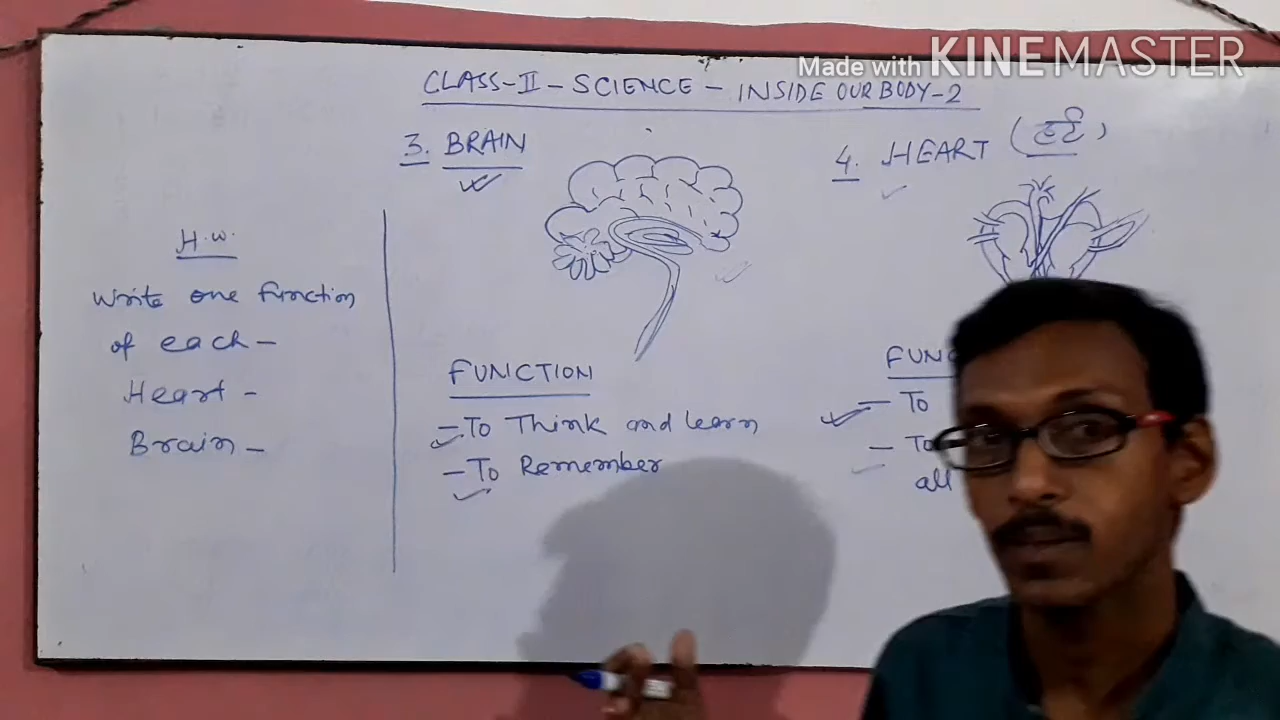 Made with KINEMASTER
CLASS-II - SCIENCE - INSIDE OUR BODY-2
3. BRAIN
4. HEART (हर्ट)
H.W.
Write one function
of each -
Heart -
Brain -
FUNCTION
- To Think and learn
- To Remember
FUNC
- To
- To
all